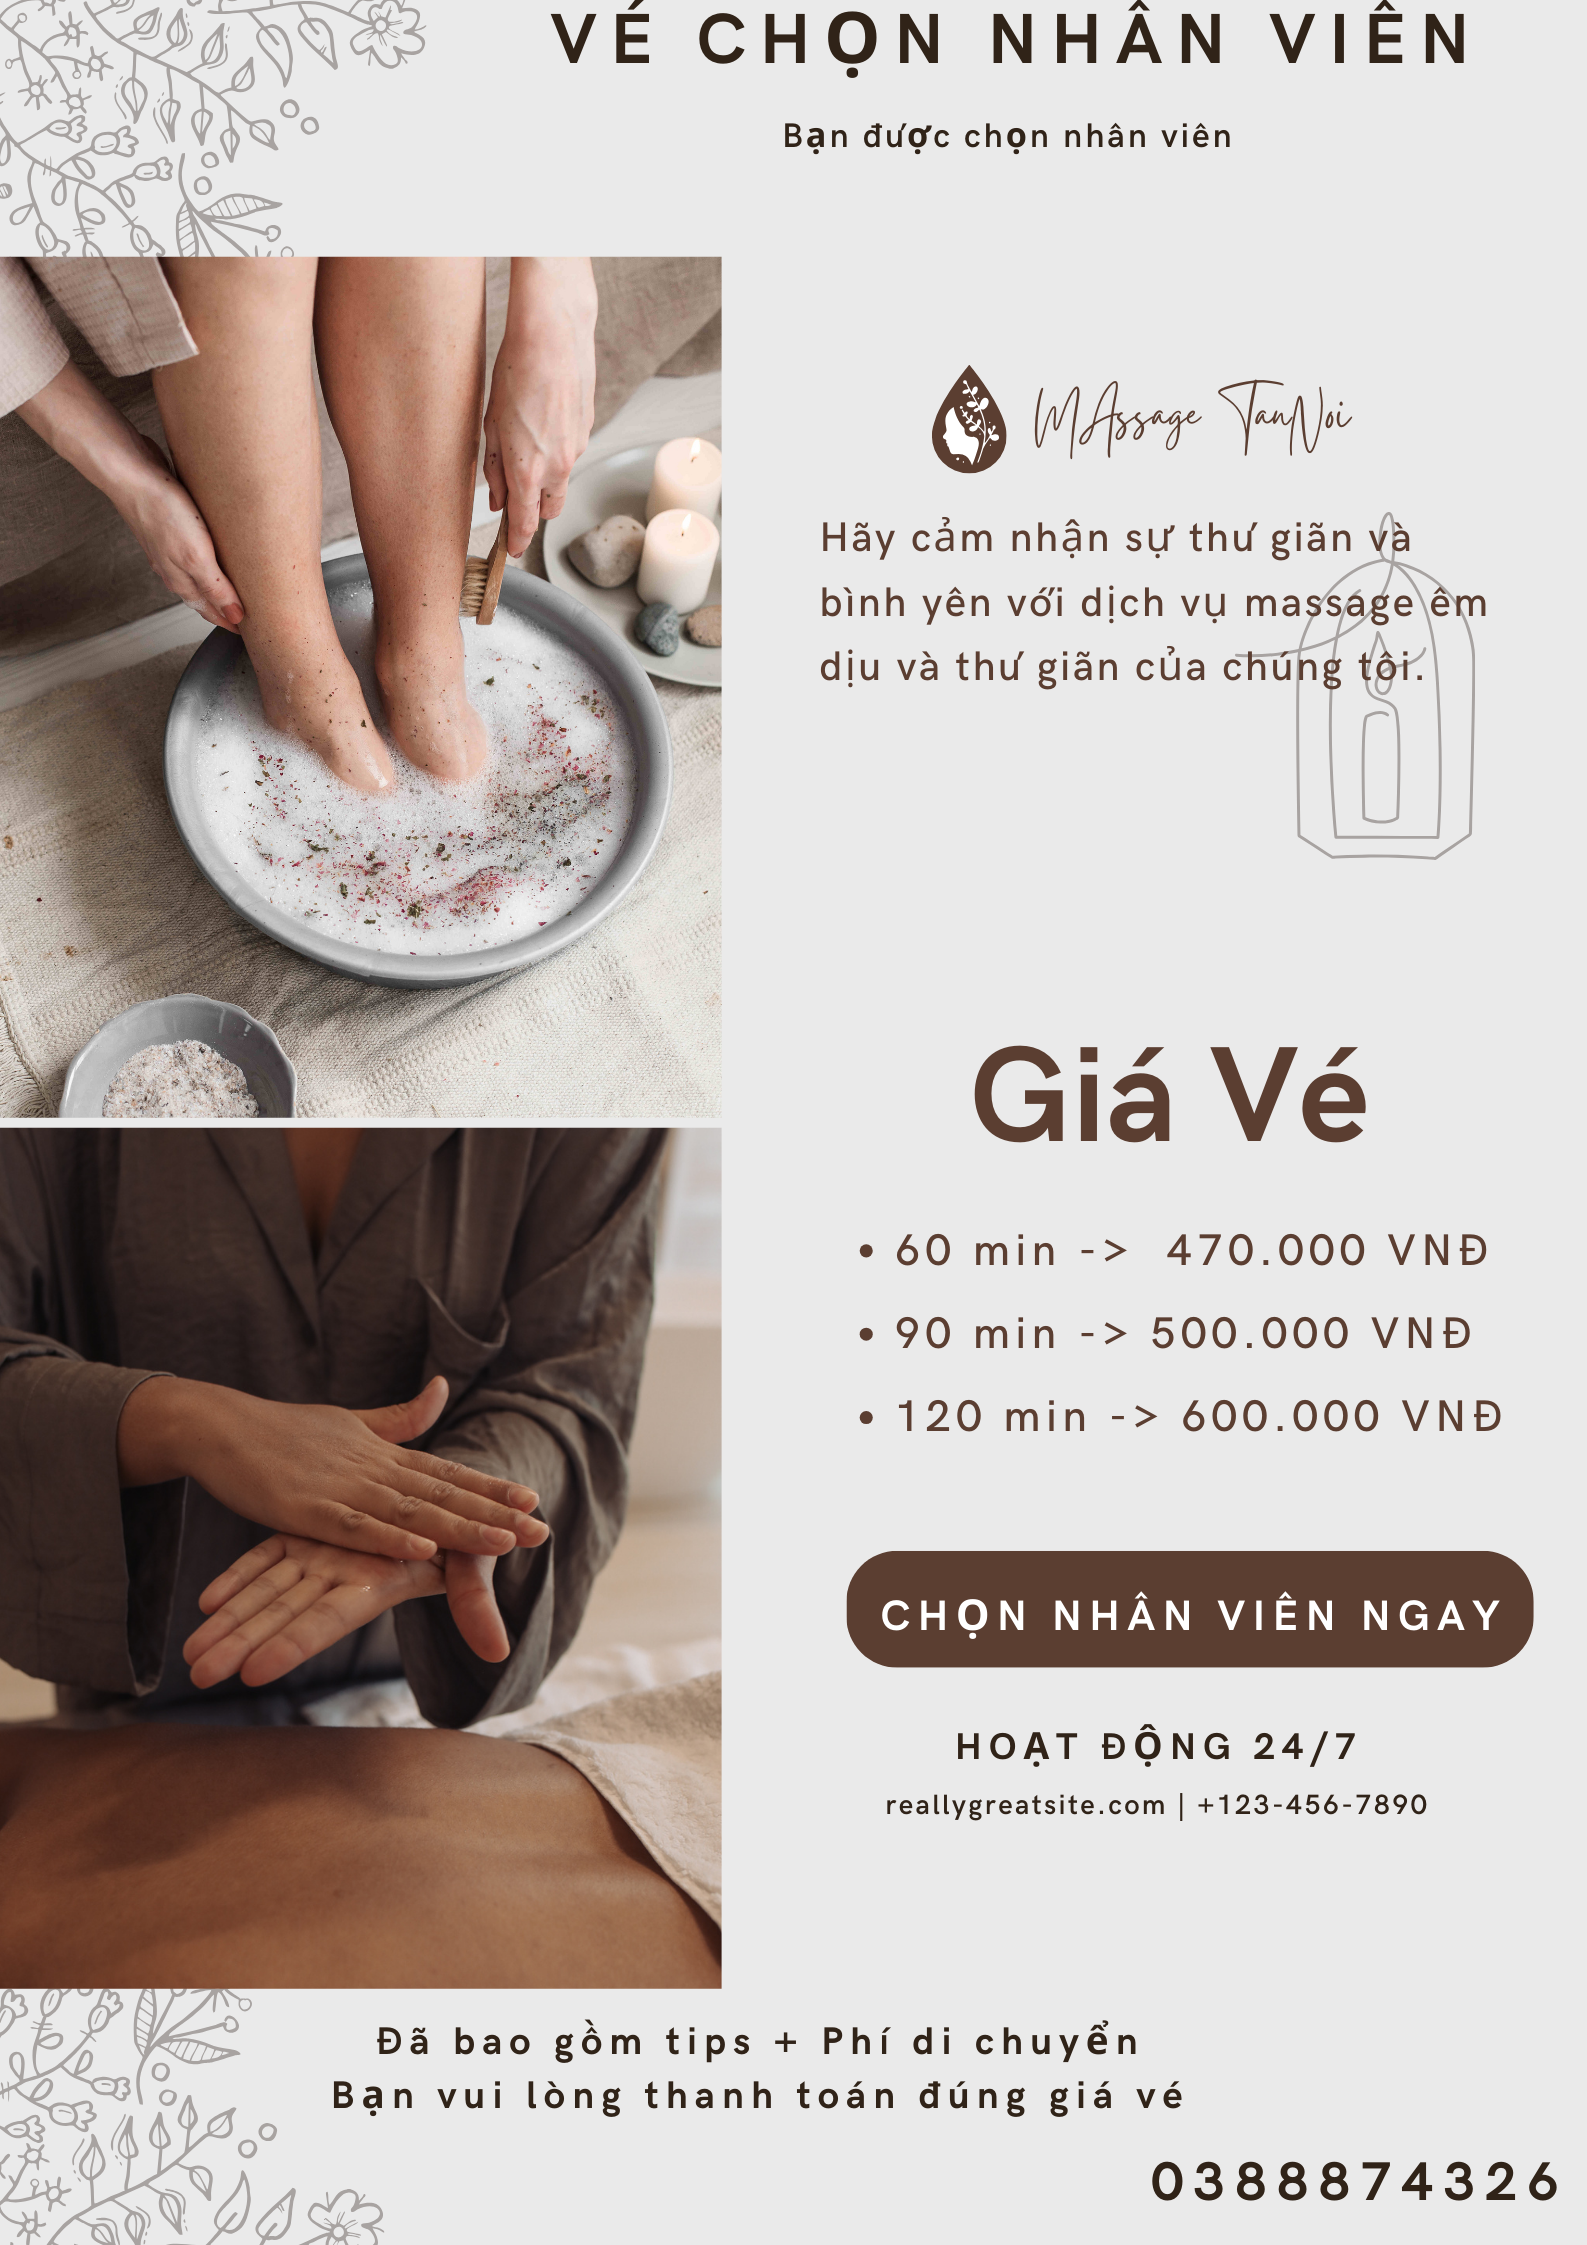 VÉ CHỌN NHÂN VIÊN
Bạn được chọn nhân viên
MAssage TanNoi
Hãy cảm nhận sự thư giãn và
bình yên với dịch vụ massage êm
dịu và thư giãn của chúng tôi.
Giá Vé
• 60 min -> 470.000 VNĐ
• 90 min -> 500.000 VNĐ
• 120 min -> 600.000 VNĐ
CHỌN NHÂN VIÊN NGAY
HOẠT ĐỘNG 24/7
reallygreatsite.com | +123-456-7890
Đã bao gồm tips + Phí di chuyển
Bạn vui lòng thanh toán đúng giá vé
0388874326